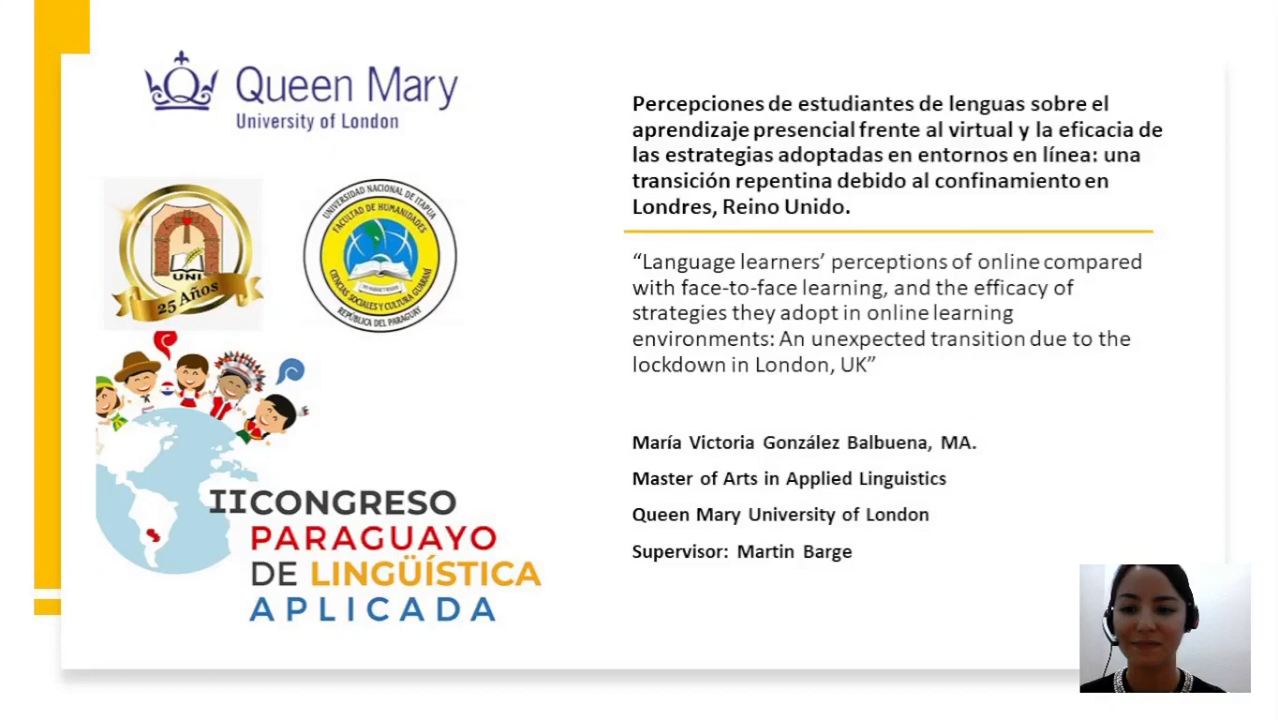 Queen Mary
University of London
UNI
25 Años
UNIVERSIDAD NACIONAL DE ITAPUA
FACULTAD DE HUMANIDADES
CIENCIAS SOCIALES Y CULTURA GUARANÍ
REPÚBLICA DEL PARAGUAY
II CONGRESO
PARAGUAYO
DE LINGÜÍSTICA
APLICADA
Percepciones de estudiantes de lenguas sobre el
aprendizaje presencial frente al virtual y la eficacia de
las estrategias adoptadas en entornos en línea: una
transición repentina debido al confinamiento en
Londres, Reino Unido.
“Language learners’ perceptions of online compared
with face-to-face learning, and the efficacy of
strategies they adopt in online learning
environments: An unexpected transition due to the
lockdown in London, UK”
María Victoria González Balbuena, MA.
Master of Arts in Applied Linguistics
Queen Mary University of London
Supervisor: Martin Barge